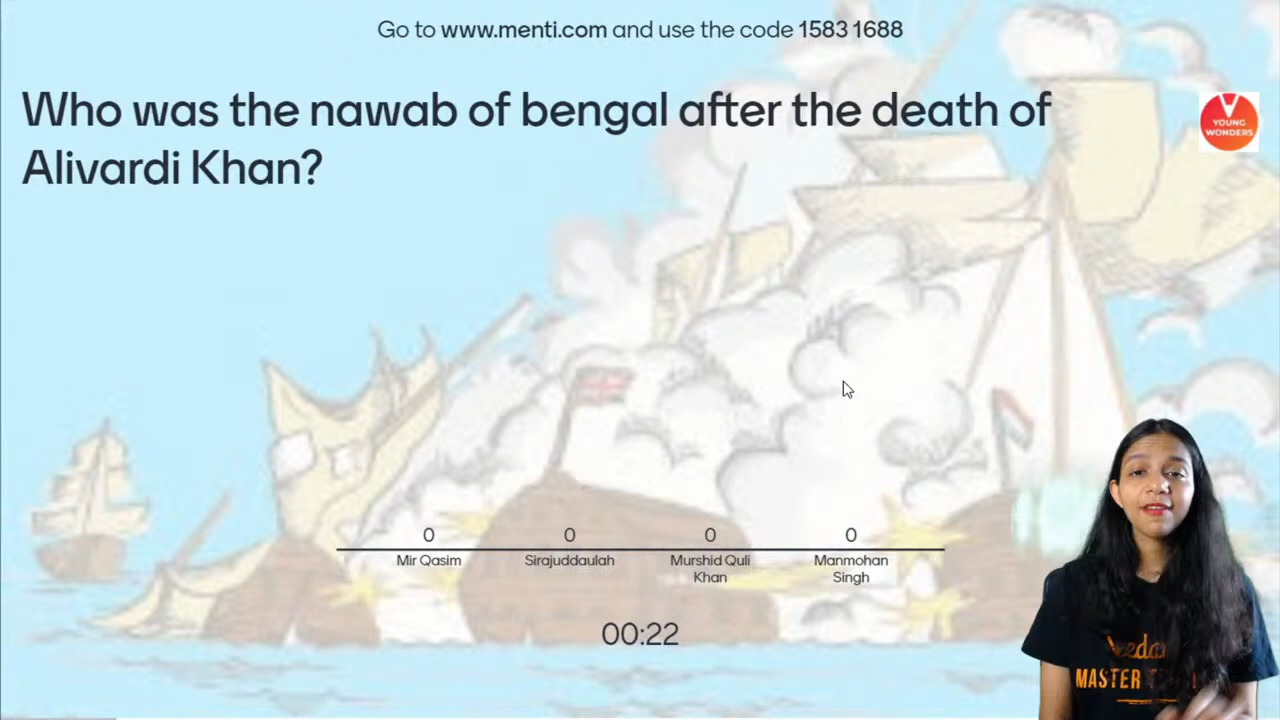 Go to www.menti.com and use the code 1583 1688
Who was the nawab of bengal after the death of
Alivardi Khan?
V
YOUNG
WONDERS
0
0
0
0
Mir Qasim
Sirajuddaulah
Murshid Quli
Khan
Manmohan
Singh
00:22
MASTER